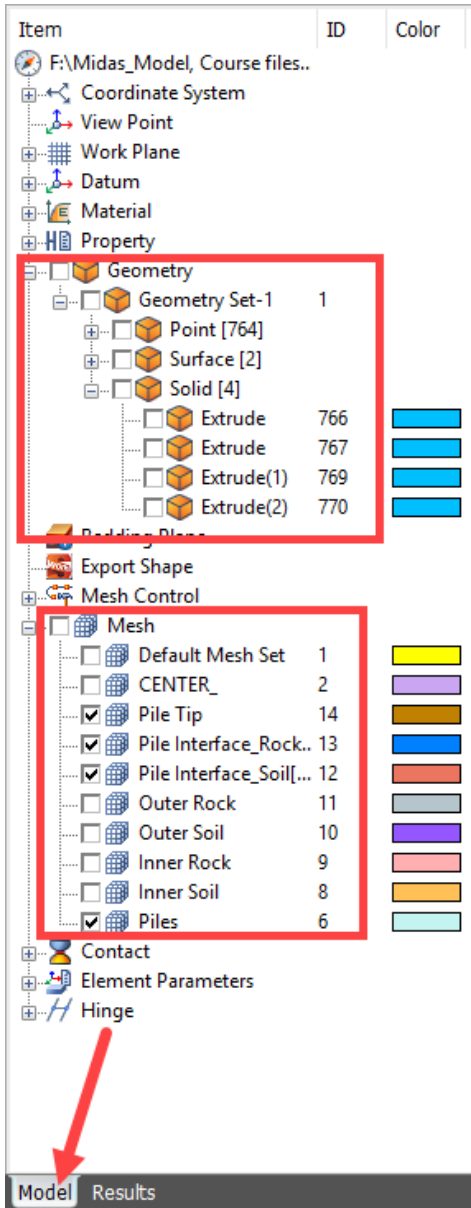 Item ID Color
F:\Midas_Model, Course files..
Coordinate System
View Point
Work Plane
Datum
Material
Property
Geometry
Geometry Set-1 1
Point [764]
Surface [2]
Solid [4]
Extrude 766
Extrude 767
Extrude(1) 769
Extrude(2) 770
Bedding Plane
Export Shape
Mesh Control
Mesh
Default Mesh Set 1
CENTER_ 2
Pile Tip 14
Pile Interface_Rock.. 13
Pile Interface_Soil[... 12
Outer Rock 11
Outer Soil 10
Inner Rock 9
Inner Soil 8
Piles 6
Contact
Element Parameters
Hinge
Model Results